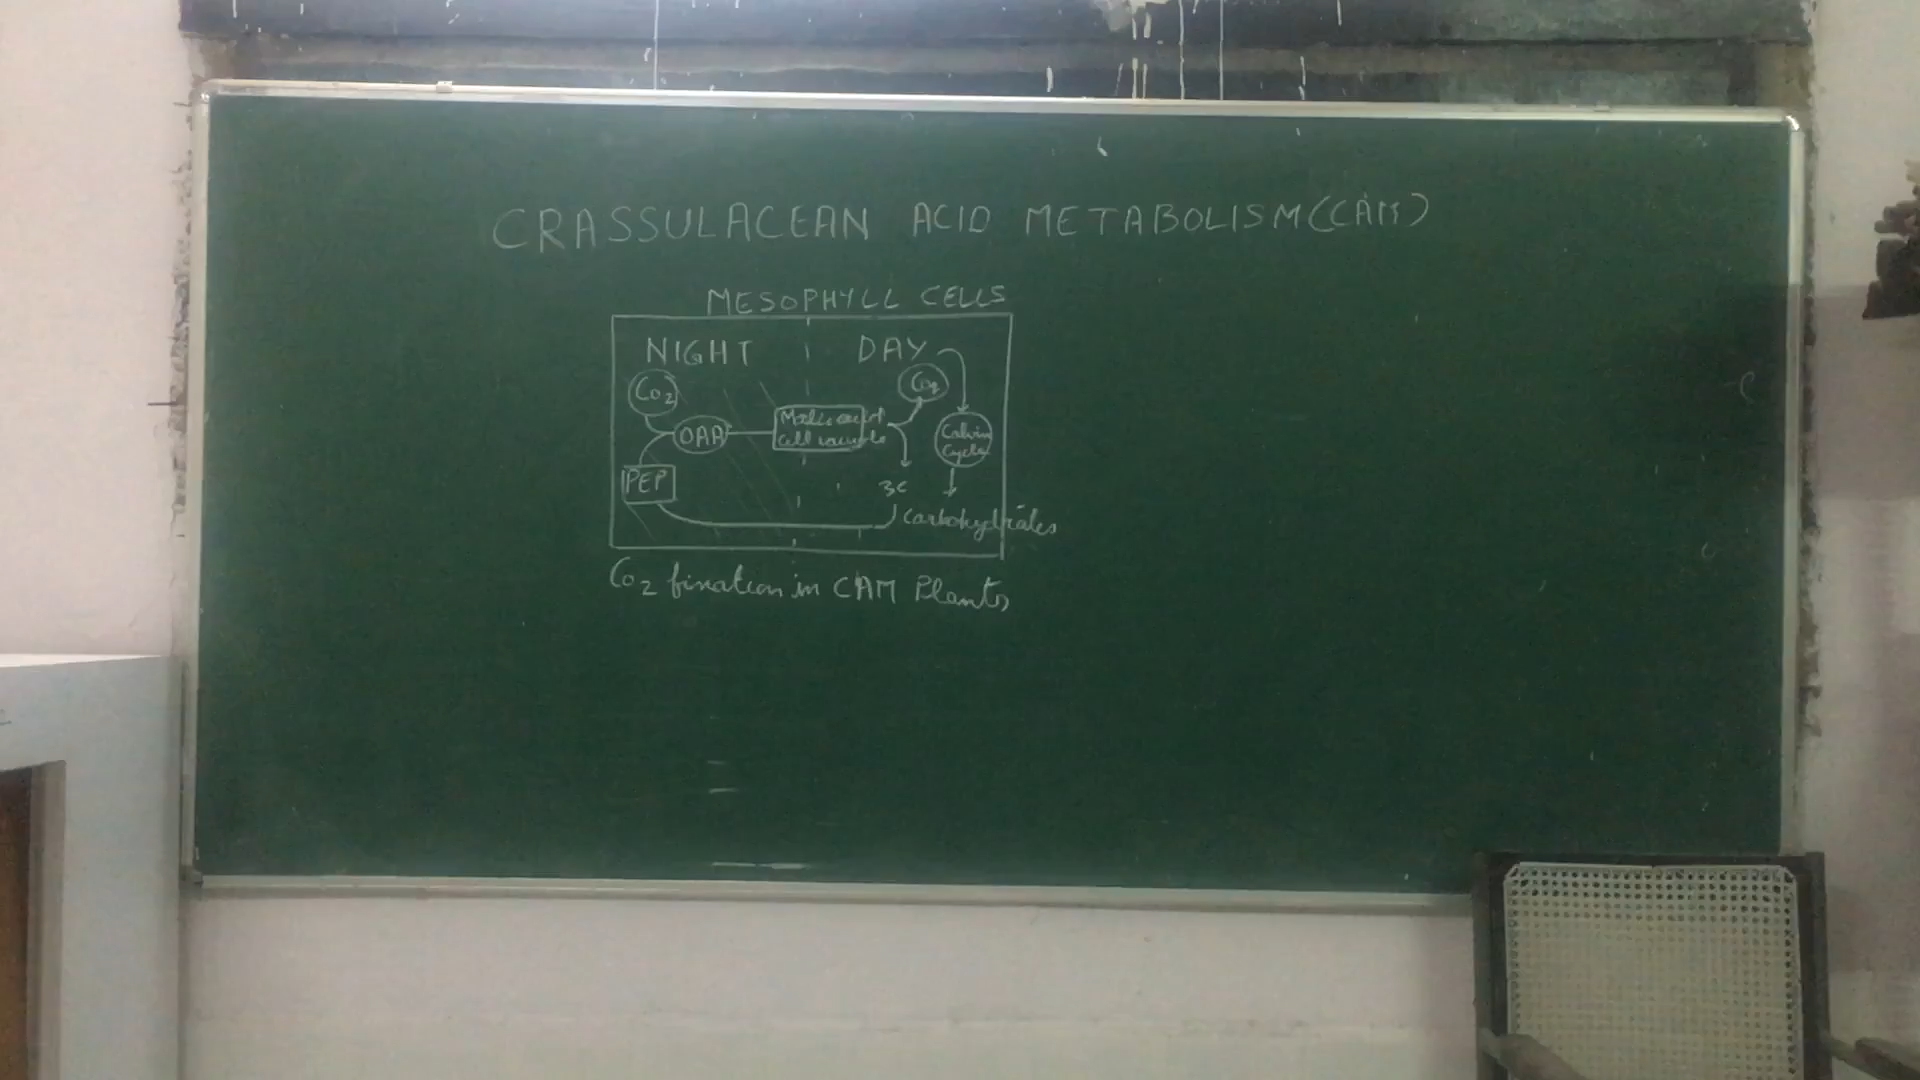 CRASSULACEAN ACID METABOLISM (CAM)
MESOPHYLL CELLS
NIGHT DAY
Co2
Co2
OAA
Malic acid of
cell vacuole
Calvin
Cycle
PEP
3C
Carbohydrates
Co2 fixation in CAM Plants